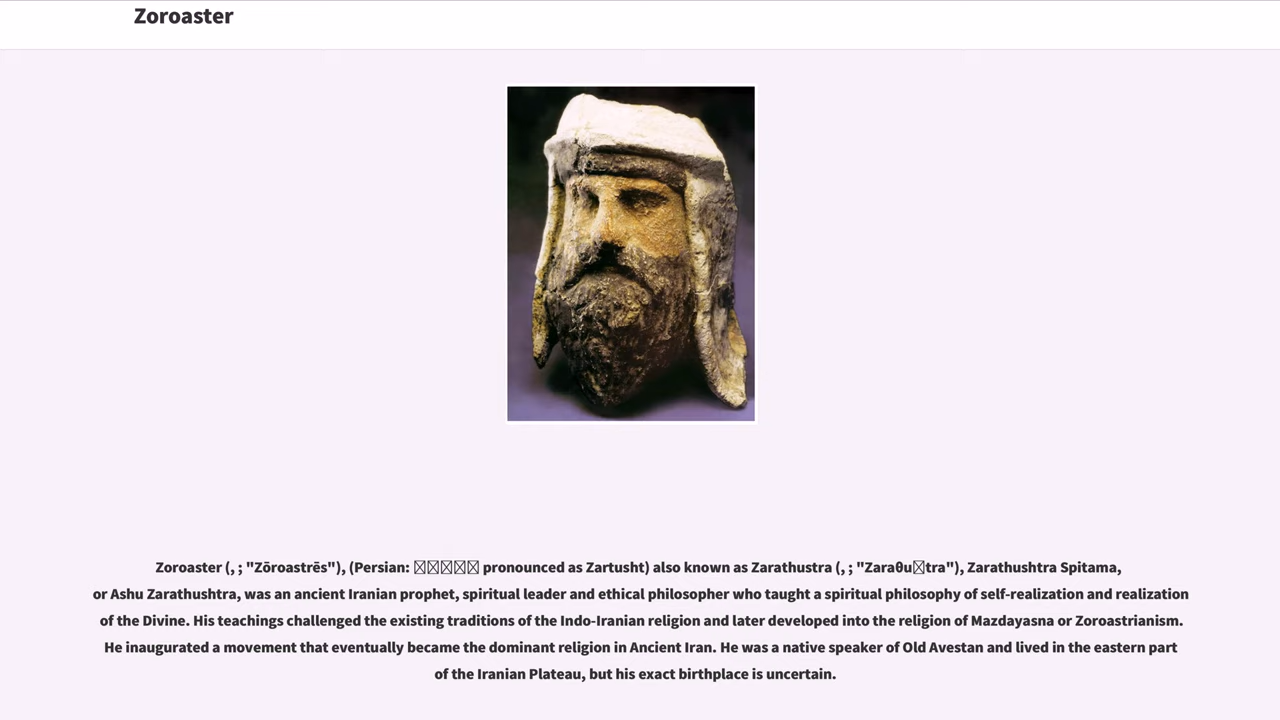 Zoroaster
Zoroaster (, ; "Zōroastrēs"), (Persian: pronounced as Zartusht) also known as Zarathustra (, ; "Zaraθu�tra"), Zarathushtra Spitama,
or Ashu Zarathushtra, was an ancient Iranian prophet, spiritual leader and ethical philosopher who taught a spiritual philosophy of self-realization and realization
of the Divine. His teachings challenged the existing traditions of the Indo-Iranian religion and later developed into the religion of Mazdayasna or Zoroastrianism.
He inaugurated a movement that eventually became the dominant religion in Ancient Iran. He was a native speaker of Old Avestan and lived in the eastern part
of the Iranian Plateau, but his exact birthplace is uncertain.